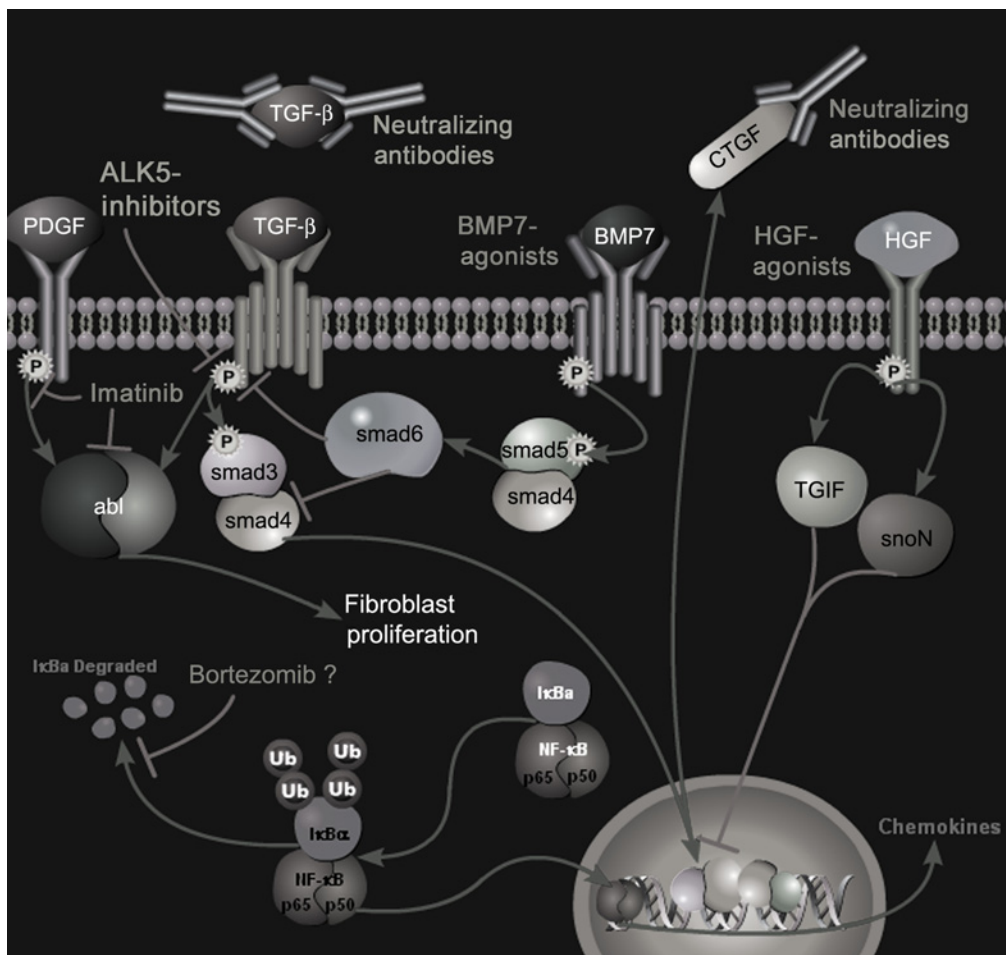 TGF-β
Neutralizing
antibodies
CTGF
Neutralizing
antibodies
ALK5-
inhibitors
PDGF
TGF-β
BMP7-
agonists
BMP7
HGF-
agonists
HGF
P
P
P
P
Imatinib
P
smad3
smad4
smad6
smad5
P
smad4
abl
TGIF
snoN
Fibroblast
proliferation
IκBa Degraded
Bortezomib ?
IκBa
NF-κB
p65 p50
Ub
Ub
Ub
Ub
IκBα
NF-κB
p65 p50
Chemokines